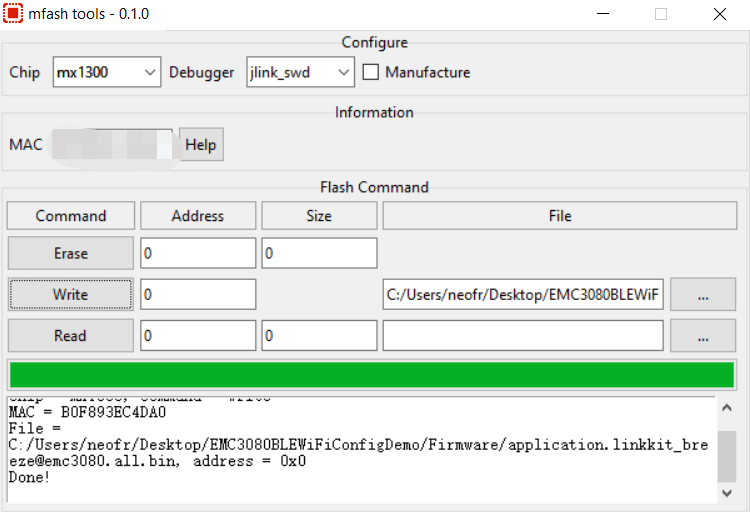 mfash tools - 0.1.0
Configure
Chip mx1300 Debugger jlink_swd Manufacture
Information
MAC Help
Flash Command
Command Address Size File
Erase 0 0
Write 0 C:/Users/neofr/Desktop/EMC3080BLEWiF ...
Read 0 0 ...
MAC = B0F893EC4DA0
File =
C:/Users/neofr/Desktop/EMC3080BLEWiFiConfigDemo/Firmware/application.linkkit_bre
eze@emc3080.all.bin, address = 0x0
Done!